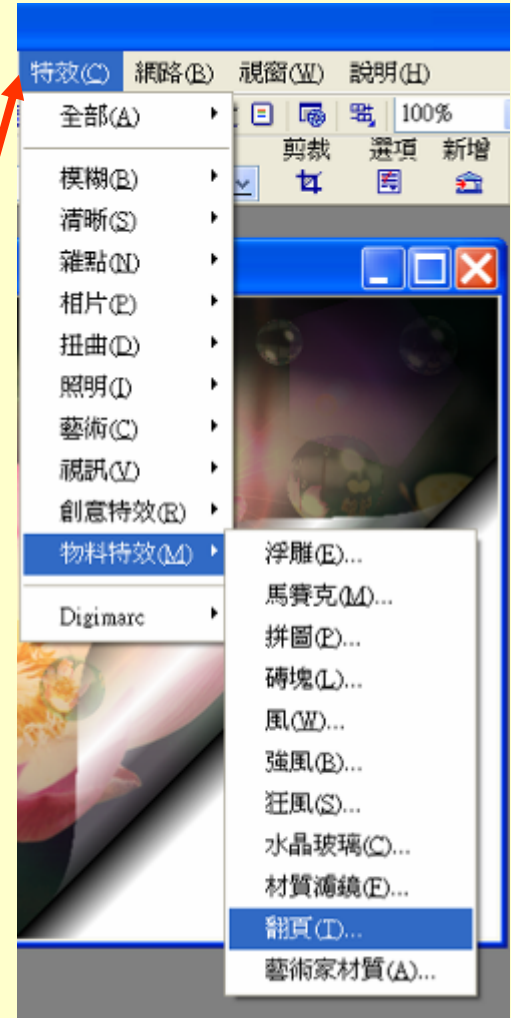 特效(C) 網路(B) 視窗(W) 說明(H)
100%
剪裁 選項 新增
全部(A)
模糊(B)
清晰(S)
雜點(N)
相片(P)
扭曲(D)
照明(I)
藝術(C)
視訊(V)
創意特效(R)
物料特效(M)
Digimarc
浮雕(E)...
馬賽克(M)...
拼圖(P)...
磚塊(L)...
風(W)...
強風(B)...
狂風(S)...
水晶玻璃(C)...
材質濾鏡(F)...
翻頁(T)...
藝術家材質(A)...